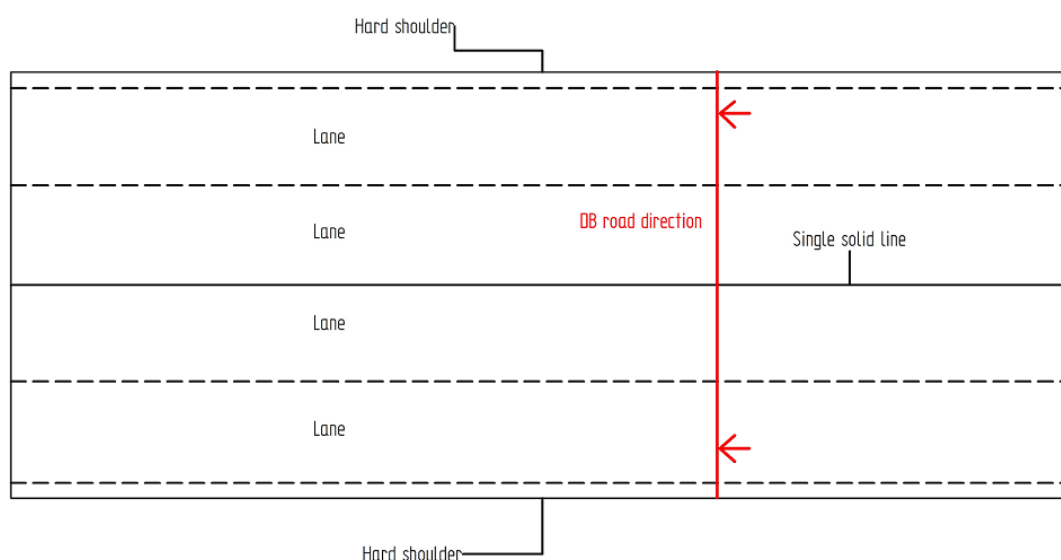 Hard shoulder
Lane
Lane
DB road direction
Single solid line
Lane
Lane
Hard shoulder